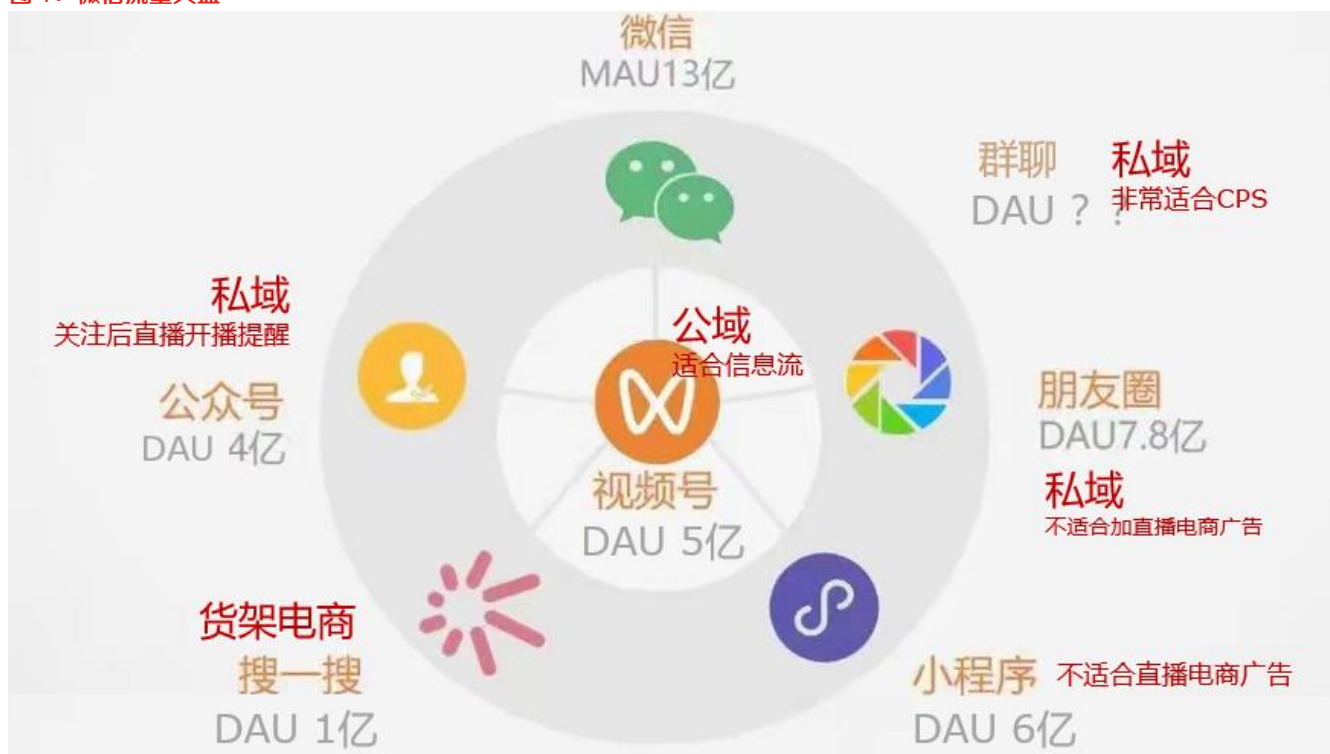 微信
MAU13亿
群聊
DAU ? ?
私域
非常适合CPS
私域
关注后直播开播提醒
公众号
DAU 4亿
公域
适合信息流
视频号
DAU 5亿
朋友圈
DAU7.8亿
私域
不适合加直播电商广告
货架电商
搜一搜
DAU 1亿
小程序
不适合直播电商广告
DAU 6亿